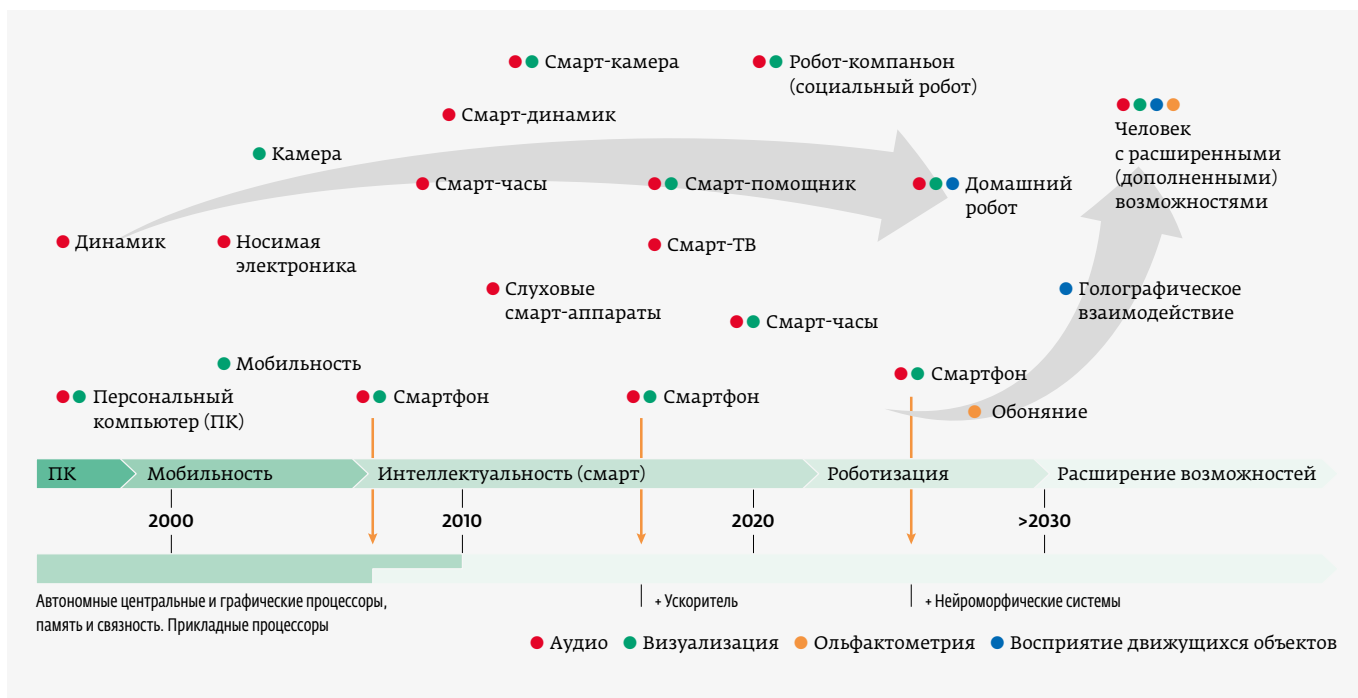 Смарт-камера
Робот-компаньон
(социальный робот)
Смарт-динамик
Человек
с расширенными
(дополненными)
возможностями
Камера
Смарт-часы
Смарт-помощник
Домашний
робот
Динамик
Носимая
электроника
Смарт-ТВ
Слуховые
смарт-аппараты
Голографическое
взаимодействие
Смарт-часы
Мобильность
Смартфон
Персональный
компьютер (ПК)
Смартфон
Смартфон
Обоняние
ПК
Мобильность
Интеллектуальность (смарт)
Роботизация
Расширение возможностей
2000
2010
2020
>2030
Автономные центральные и графические процессоры,
память и связность. Прикладные процессоры
+ Ускоритель
+ Нейроморфические системы
Аудио
Визуализация
Ольфактометрия
Восприятие движущихся объектов